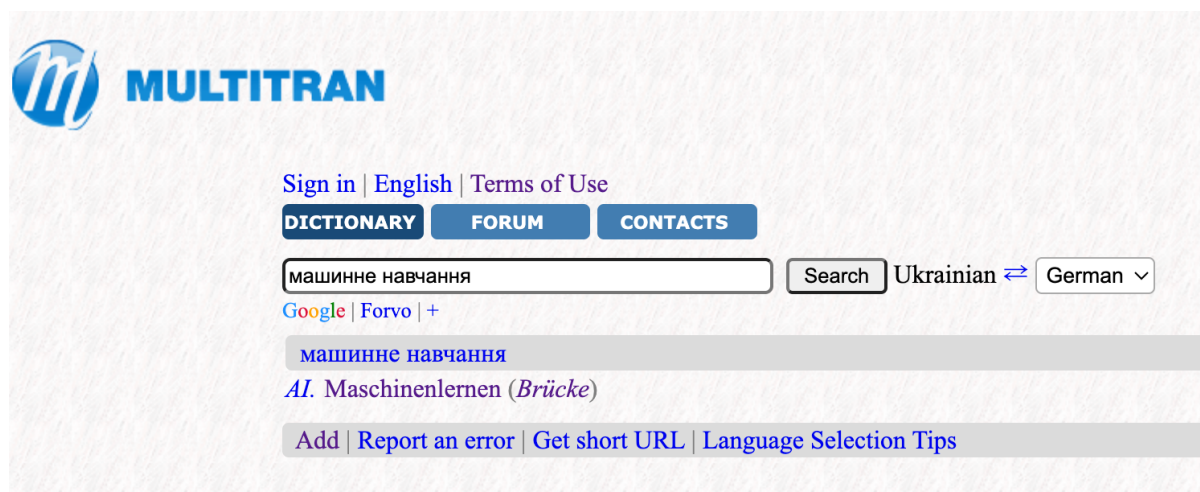 MULTITRAN
Sign in | English | Terms of Use
DICTIONARY FORUM CONTACTS
машинне навчання Search Ukrainian ⇄ German
Google | Forvo | +
машинне навчання
AI. Maschinenlernen (Brücke)
Add | Report an error | Get short URL | Language Selection Tips